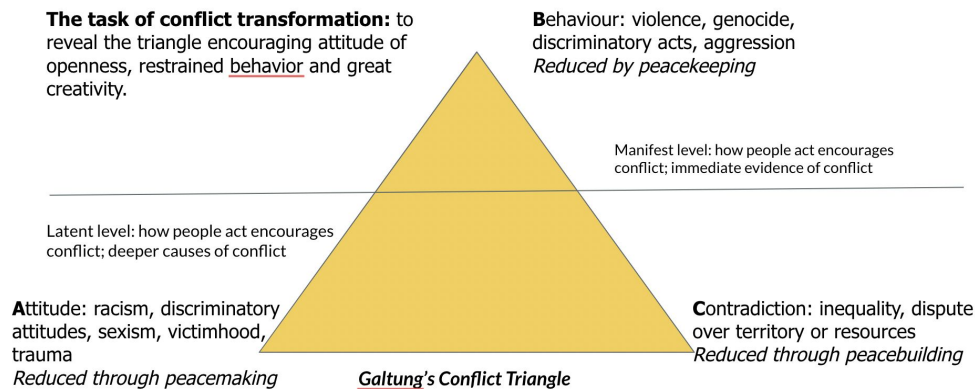 The task of conflict transformation: to
reveal the triangle encouraging attitude of
openness, restrained behavior and great
creativity.
Behaviour: violence, genocide,
discriminatory acts, aggression
Reduced by peacekeeping
Manifest level: how people act encourages
conflict; immediate evidence of conflict
Latent level: how people act encourages
conflict; deeper causes of conflict
Attitude: racism, discriminatory
attitudes, sexism, victimhood,
trauma
Reduced through peacemaking
Contradiction: inequality, dispute
over territory or resources
Reduced through peacebuilding
Galtung's Conflict Triangle